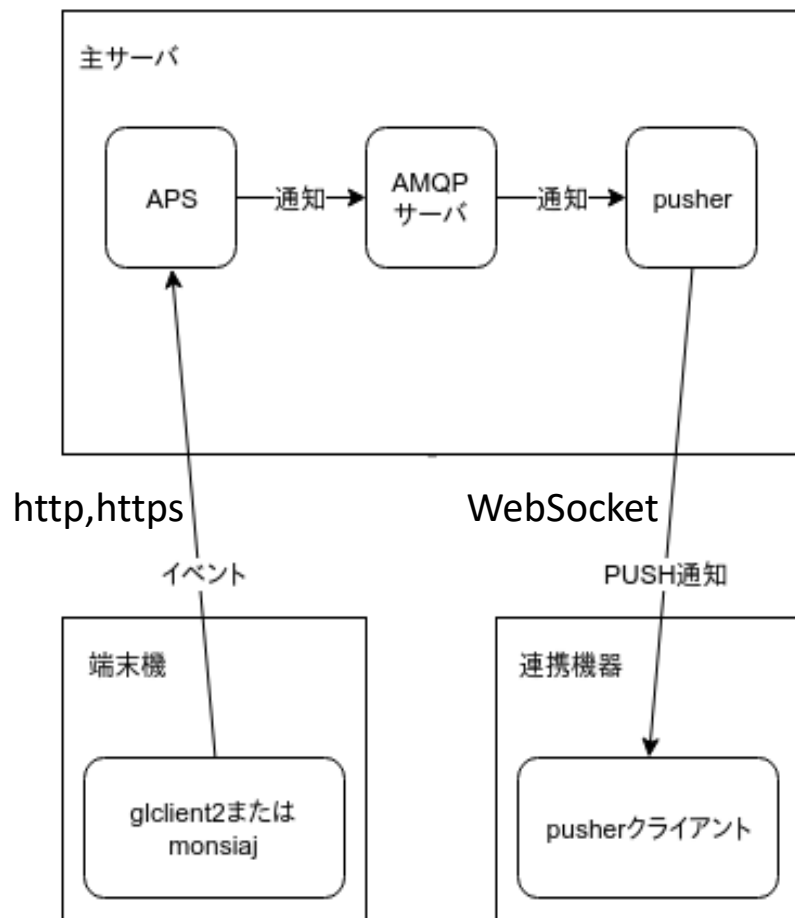 主サーバ
APS
通知
AMQP
サーバ
通知
pusher
http,https
WebSocket
イベント
PUSH通知
端末機
連携機器
glclient2または
monsiaj
pusherクライアント